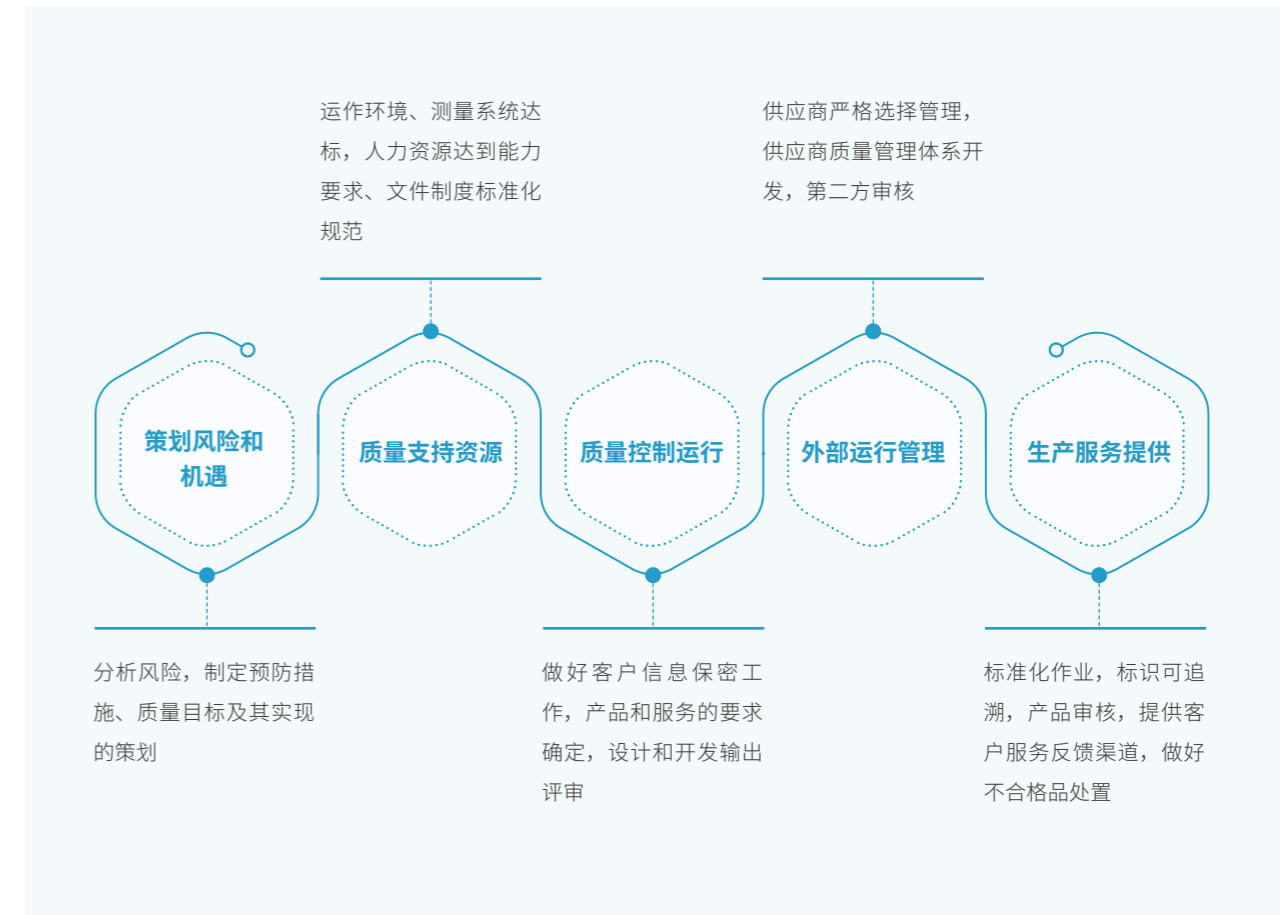 运作环境、测量系统达
标，人力资源达到能力
要求、文件制度标准化
规范
供应商严格选择管理，
供应商质量管理体系开
发，第二方审核
策划风险和
机遇
质量支持资源
质量控制运行
外部运行管理
生产服务提供
分析风险，制定预防措
施、质量目标及其实现
的策划
做好客户信息保密工
作，产品和服务的要求
确定，设计和开发输出
评审
标准化作业，标识可追
溯，产品审核，提供客
户服务反馈渠道，做好
不合格品处置